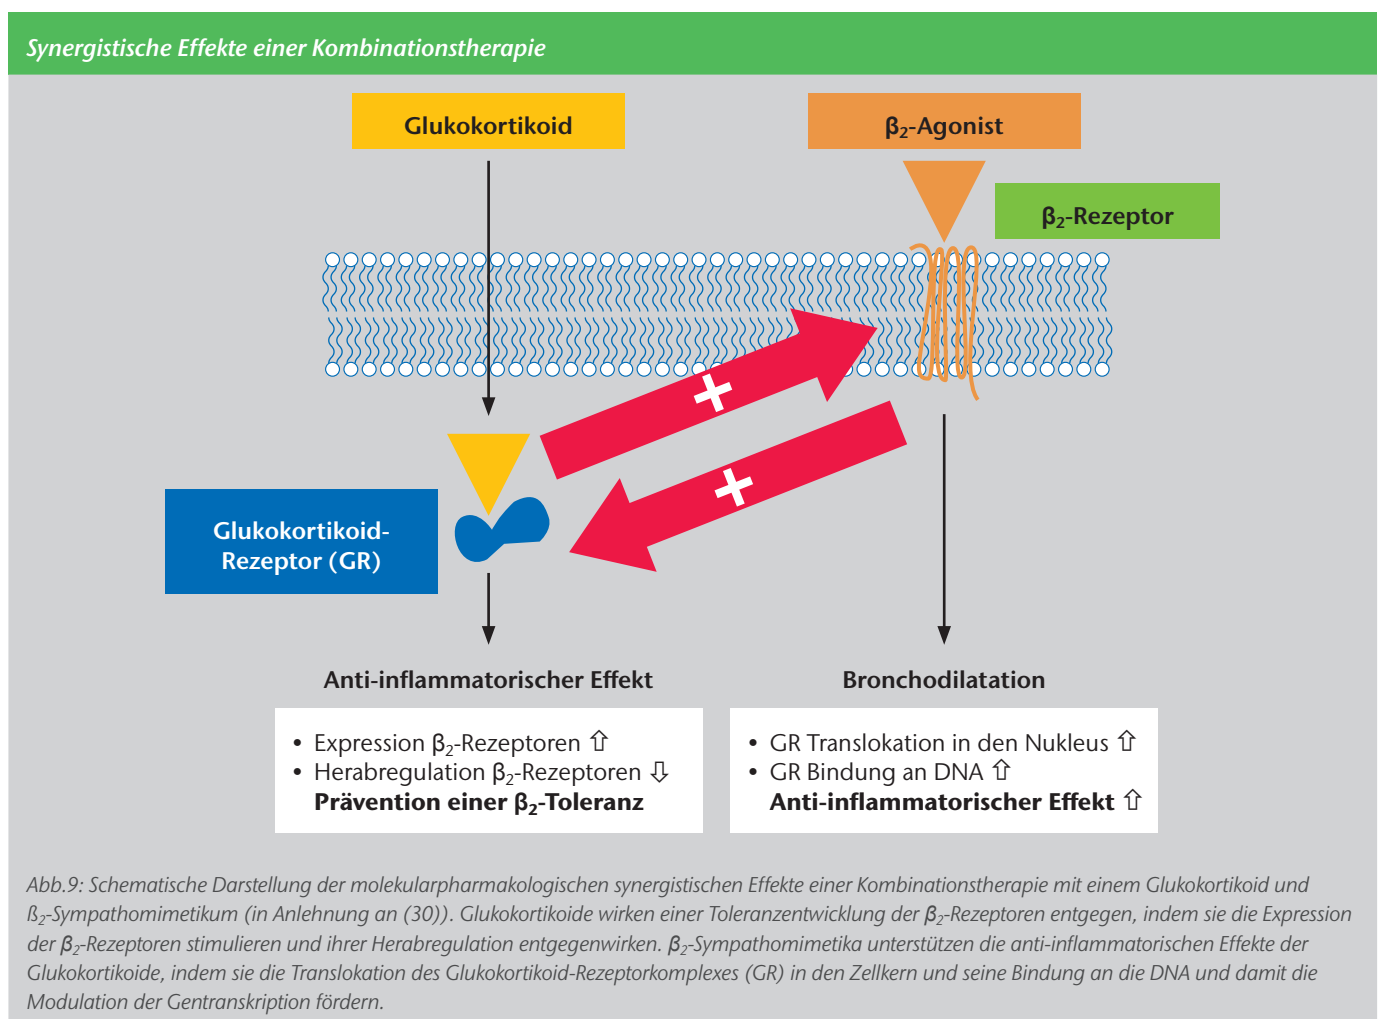 Synergistische Effekte einer Kombinationstherapie
Glukokortikoid
β₂-Agonist
β₂-Rezeptor
+
+
Glukokortikoid-
Rezeptor (GR)
Anti-inflammatorischer Effekt
• Expression β₂-Rezeptoren ⇧
• Herabregulation β₂-Rezeptoren ⇩
Prävention einer β₂-Toleranz
Bronchodilatation
• GR Translokation in den Nukleus ⇧
• GR Bindung an DNA ⇧
Anti-inflammatorischer Effekt ⇧
Abb.9: Schematische Darstellung der molekularpharmakologischen synergistischen Effekte einer Kombinationstherapie mit einem Glukokortikoid und
ß₂-Sympathomimetikum (in Anlehnung an (30)). Glukokortikoide wirken einer Toleranzentwicklung der β₂-Rezeptoren entgegen, indem sie die Expression
der β₂-Rezeptoren stimulieren und ihrer Herabregulation entgegenwirken. β₂-Sympathomimetika unterstützen die anti-inflammatorischen Effekte der
Glukokortikoide, indem sie die Translokation des Glukokortikoid-Rezeptorkomplexes (GR) in den Zellkern und seine Bindung an die DNA und damit die
Modulation der Gentranskription fördern.